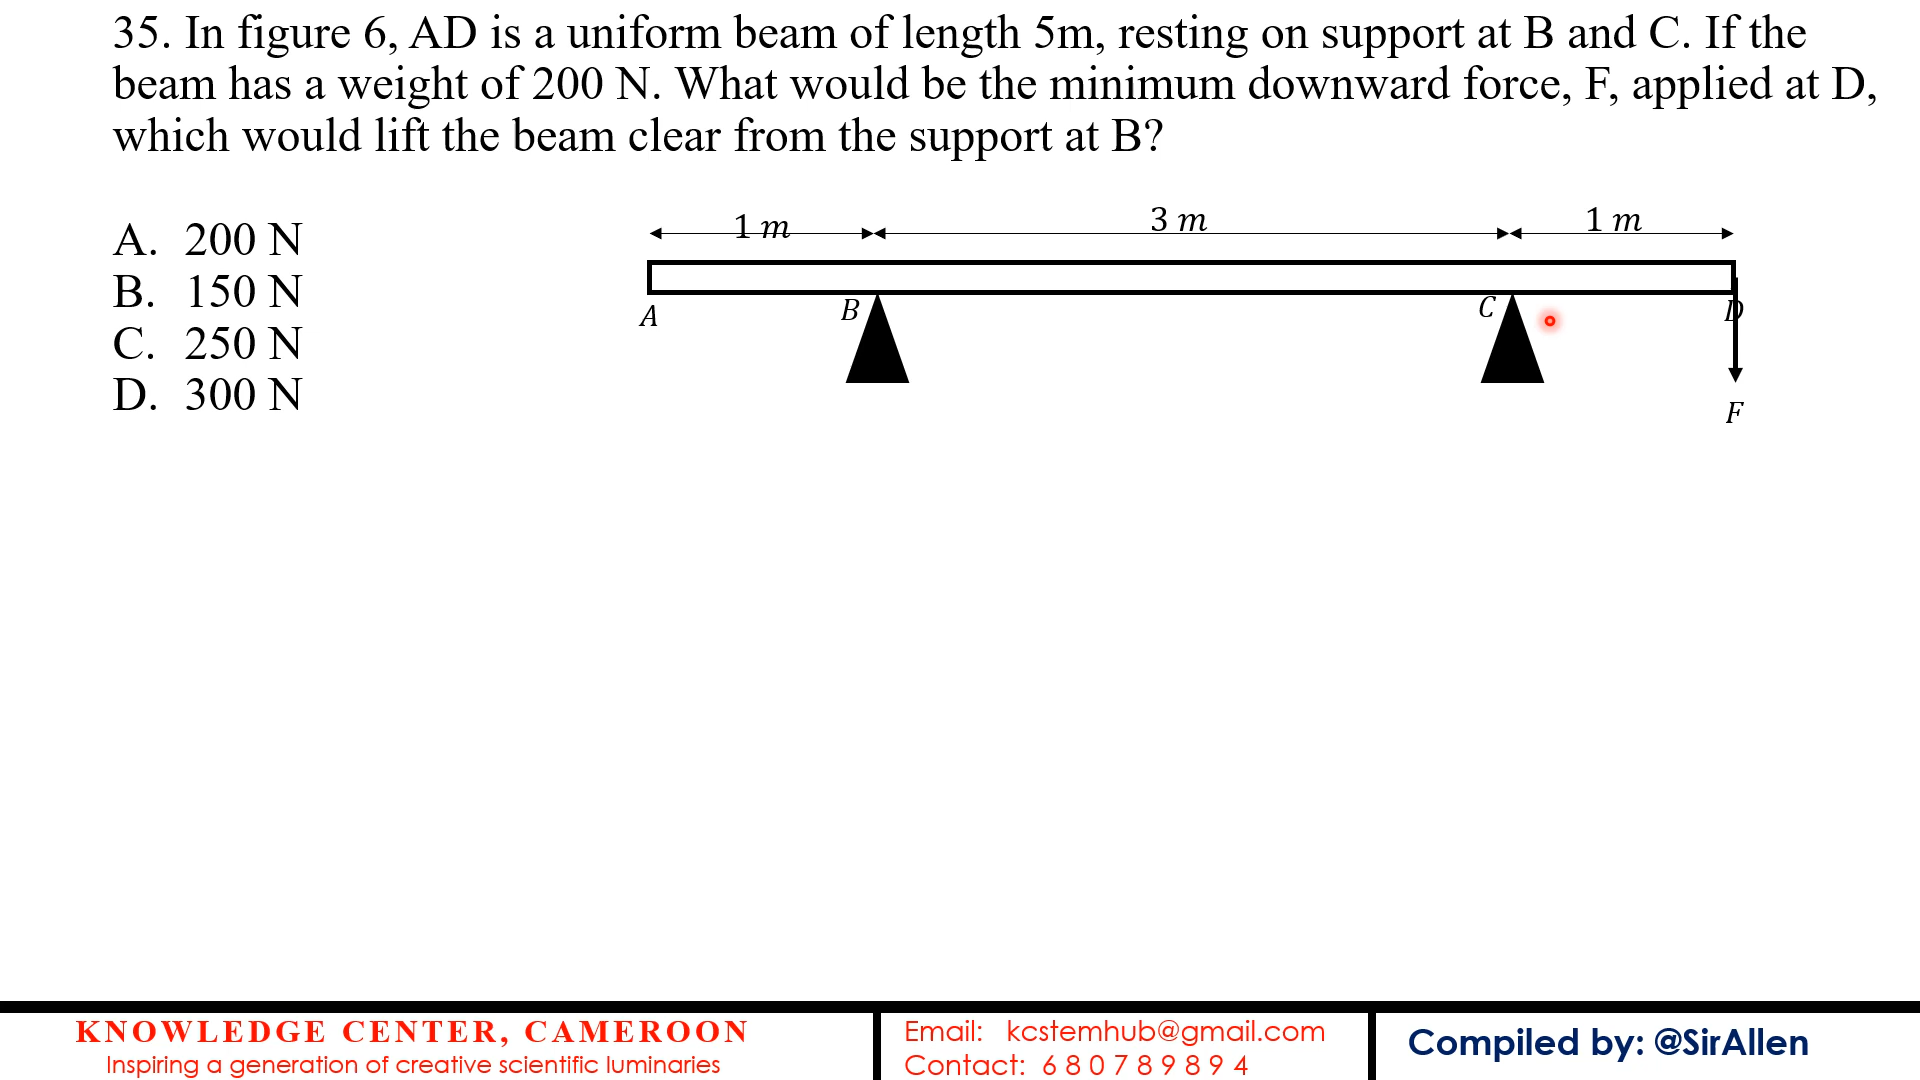 35. In figure 6, AD is a uniform beam of length 5m, resting on support at B and C. If the
beam has a weight of 200 N. What would be the minimum downward force, F, applied at D,
which would lift the beam clear from the support at B?
A. 200 N
B. 150 N
C. 250 N
D. 300 N
1 m
3 m
1 m
A
B
C
D
F
KNOWLEDGE CENTER, CAMEROON
Inspiring a generation of creative scientific luminaries
Email: kcstemhub@gmail.com
Contact: 6 8 0 7 8 9 8 9 4
Compiled by: @SirAllen